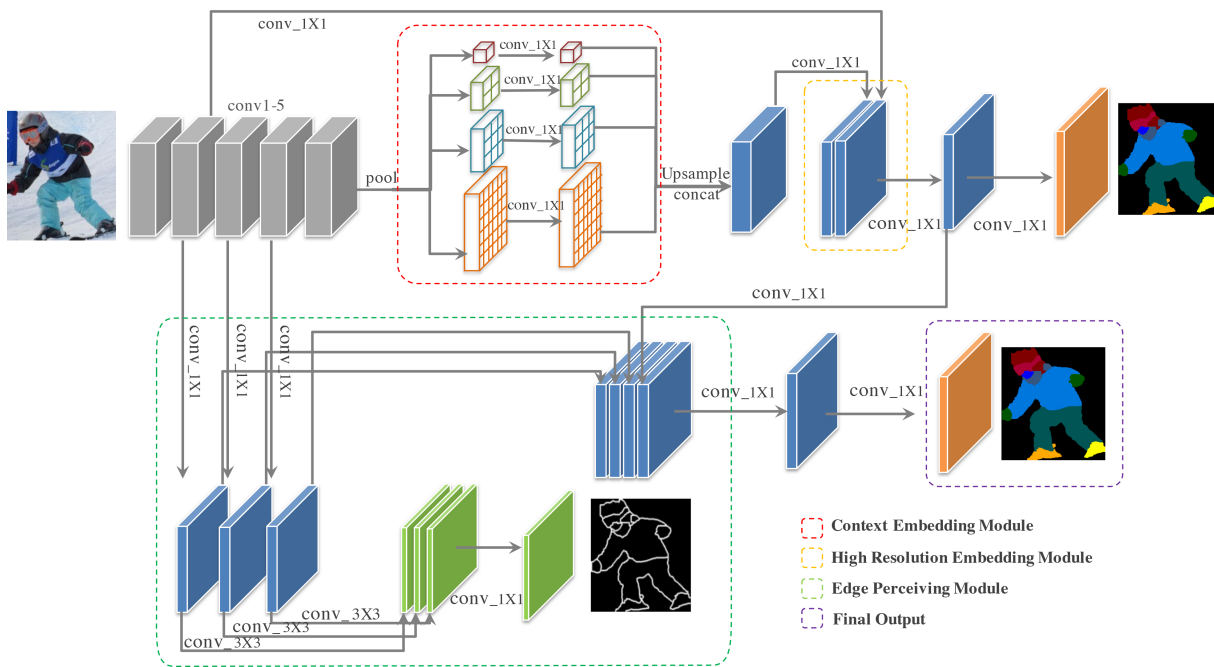 conv_1X1
conv1-5
pool
conv_1X1
conv_1X1
conv_1X1
conv_1X1
Upsample
concat
conv_1X1
conv_1X1
conv_1X1
conv_1X1
conv_1X1
conv_1X1
conv_1X1
conv_1X1
conv_1X1
conv_3X3
conv_3X3
conv_3X3
conv_1X1
Context Embedding Module
High Resolution Embedding Module
Edge Perceiving Module
Final Output